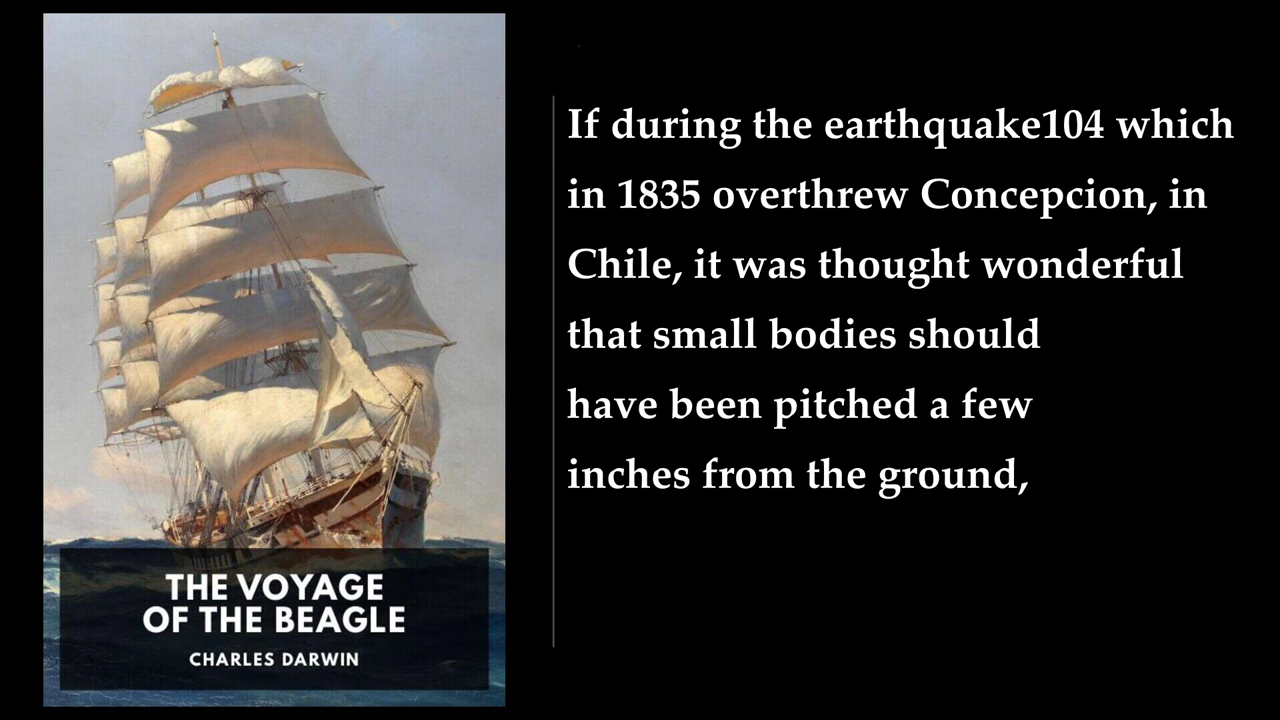 THE VOYAGE
OF THE BEAGLE
CHARLES DARWIN
If during the earthquake104 which
in 1835 overthrew Concepcion, in
Chile, it was thought wonderful
that small bodies should
have been pitched a few
inches from the ground,